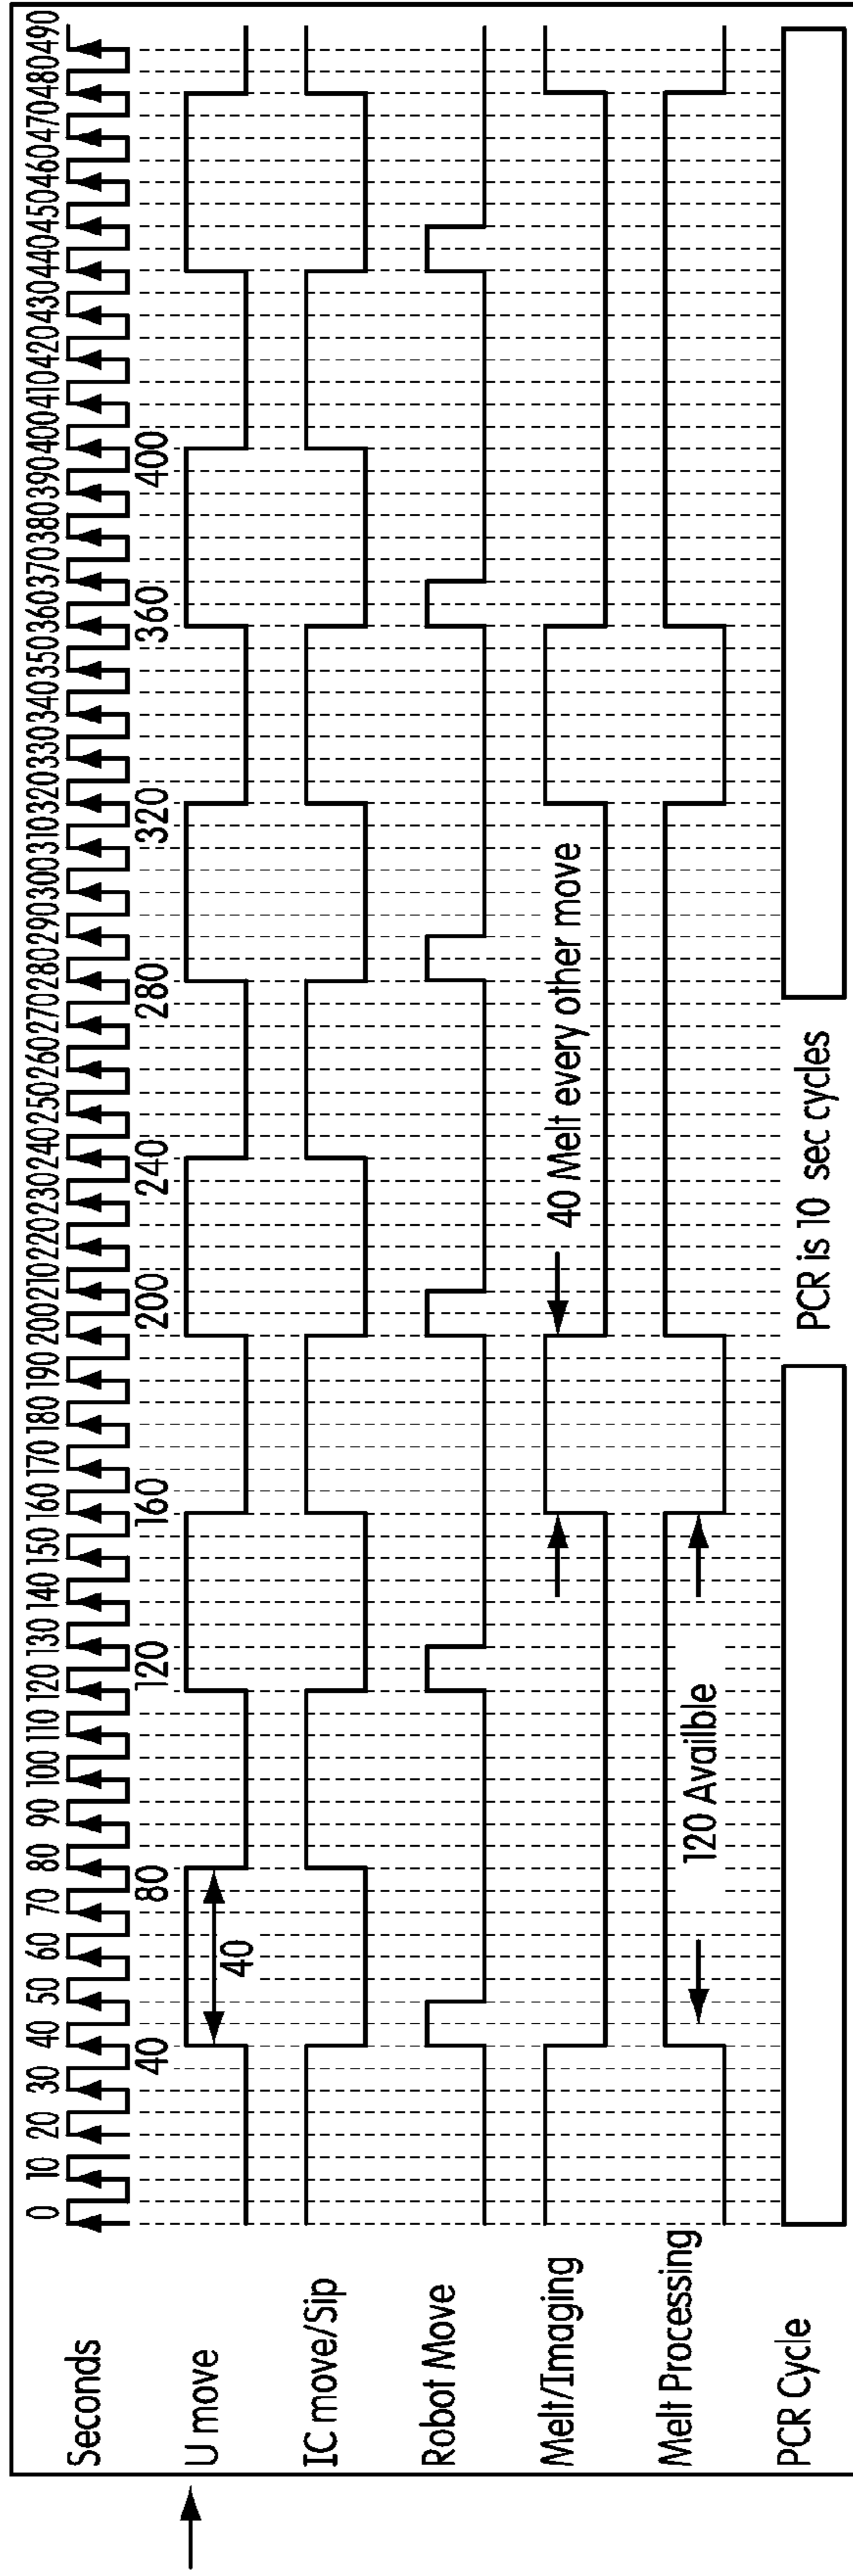 Seconds
0 10 20 30 40 50 60 70 80 90 100 110 120 130 140 150 160 170 180 190 200 210 220 230 240 250 260 270 280 290 300 310 320 330 340 350 360 370 380 390 400 410 420 430 440 450 460 470 480 490
40 80 120 160 200 240 280 320 360 400
U move
40
IC move/Sip
Robot Move
Melt/Imaging
40 Melt every other move
Melt Processing
120 Availble
PCR Cycle
PCR is 10 sec cycles